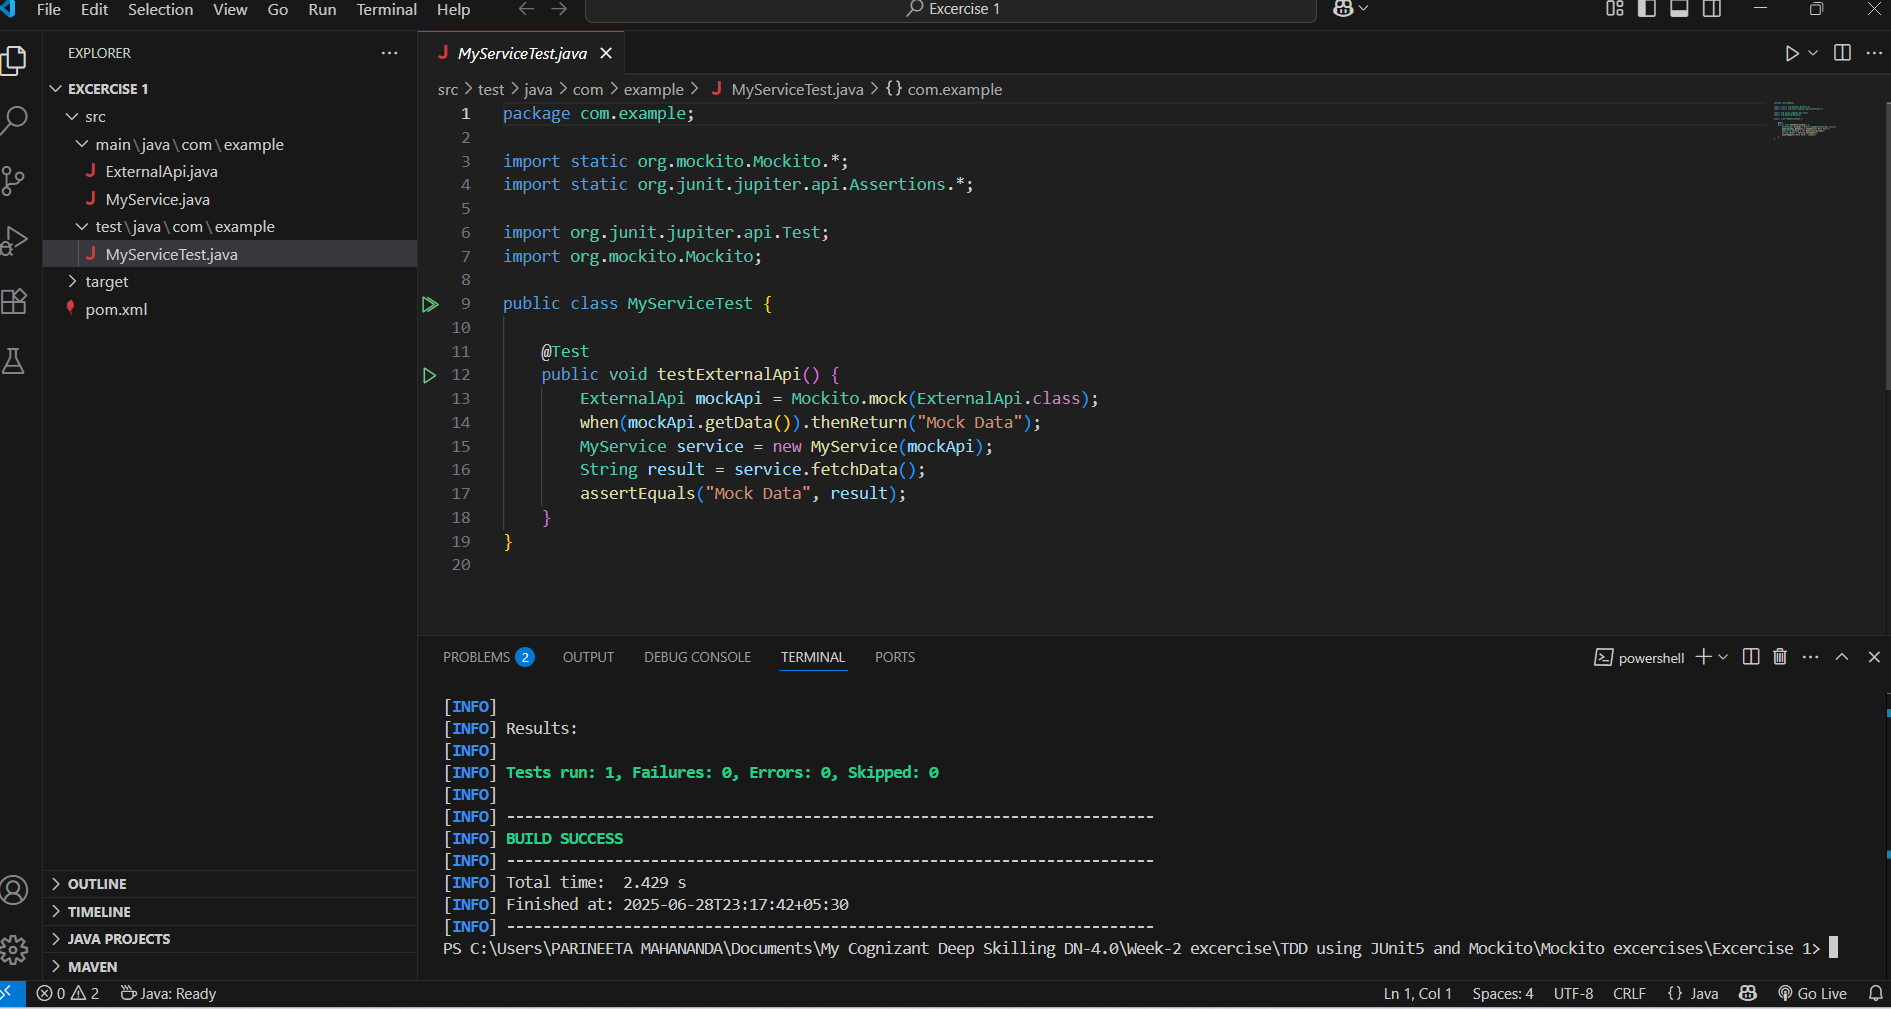 File Edit Selection View Go Run Terminal Help Excercise 1
EXPLORER
EXCERCISE 1
src
main\java\com\example
ExternalApi.java
MyService.java
test\java\com\example
MyServiceTest.java
target
pom.xml
OUTLINE
TIMELINE
JAVA PROJECTS
MAVEN
MyServiceTest.java
src > test > java > com > example > MyServiceTest.java > {} com.example
1 package com.example;
2
3 import static org.mockito.Mockito.*;
4 import static org.junit.jupiter.api.Assertions.*;
5
6 import org.junit.jupiter.api.Test;
7 import org.mockito.Mockito;
8
9 public class MyServiceTest {
10
11 @Test
12 public void testExternalApi() {
13 ExternalApi mockApi = Mockito.mock(ExternalApi.class);
14 when(mockApi.getData()).thenReturn("Mock Data");
15 MyService service = new MyService(mockApi);
16 String result = service.fetchData();
17 assertEquals("Mock Data", result);
18 }
19 }
20
PROBLEMS 2 OUTPUT DEBUG CONSOLE TERMINAL PORTS powershell
[INFO]
[INFO] Results:
[INFO]
[INFO] Tests run: 1, Failures: 0, Errors: 0, Skipped: 0
[INFO]
[INFO] ------------------------------------------------------------------------
[INFO] BUILD SUCCESS
[INFO] ------------------------------------------------------------------------
[INFO] Total time:  2.429 s
[INFO] Finished at: 2025-06-28T23:17:42+05:30
[INFO] ------------------------------------------------------------------------
PS C:\Users\PARINEETA MAHANANDA\Documents\My Cognizant Deep Skilling DN-4.0\Week-2 excercise\TDD using JUnit5 and Mockito\Mockito excercises\Excercise 1>
0 2 Java: Ready Ln 1, Col 1 Spaces: 4 UTF-8 CRLF {} Java Go Live